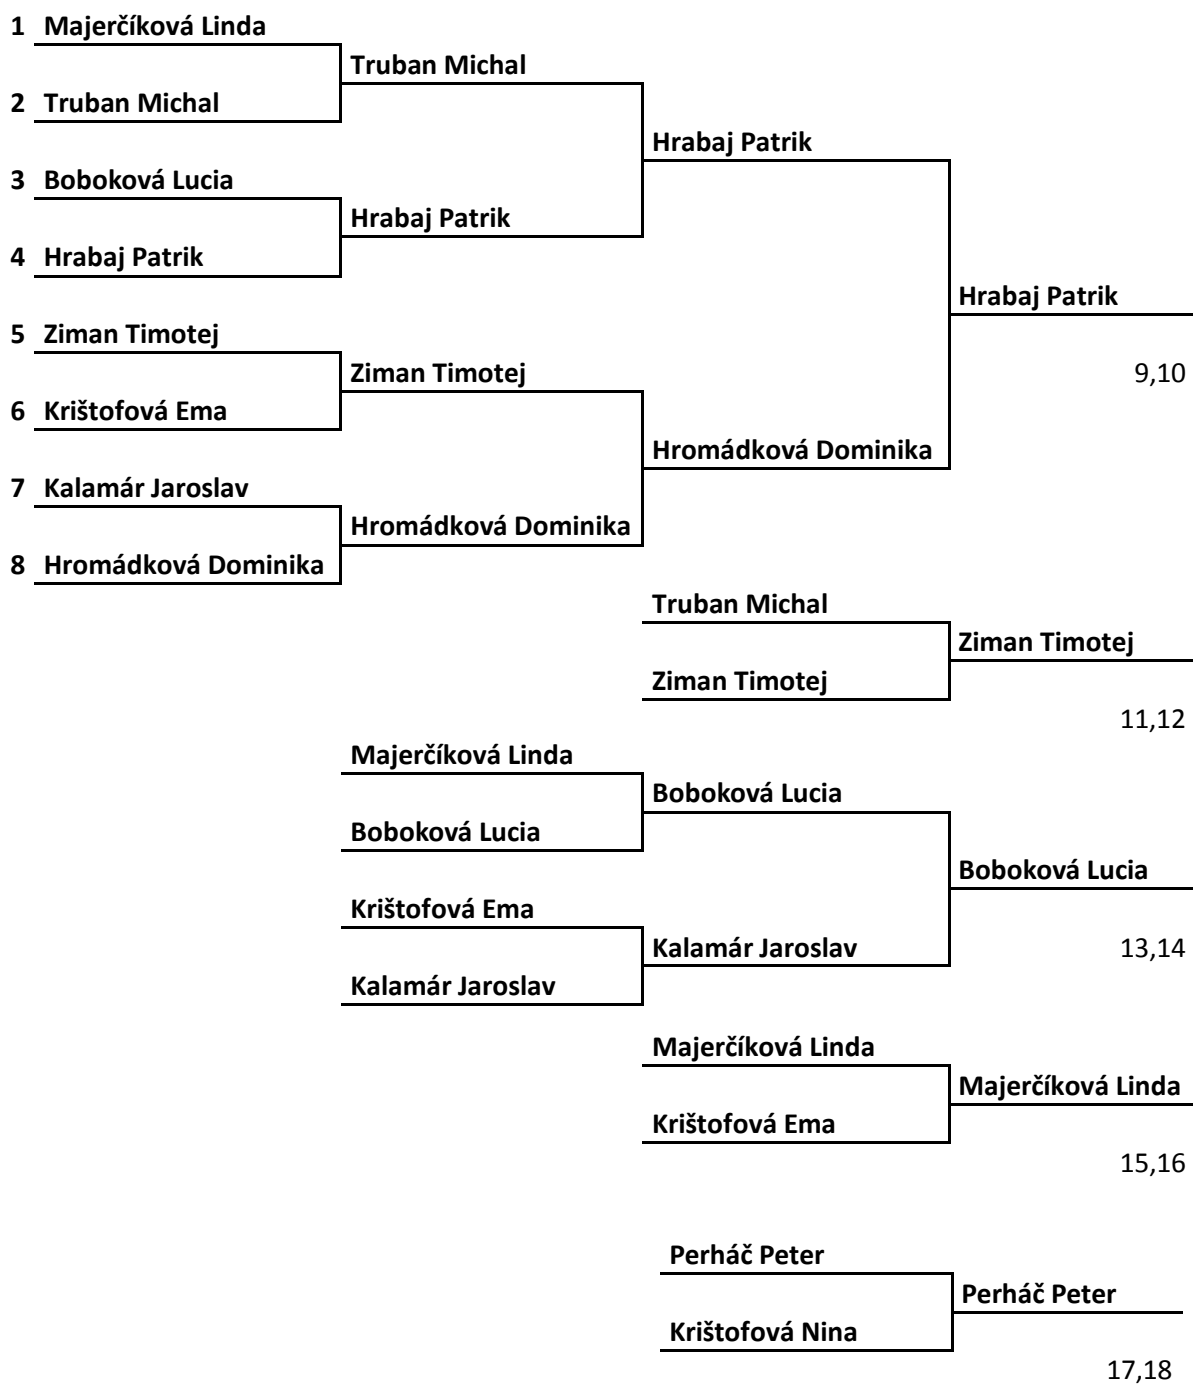 1 Majerčíková Linda
Truban Michal
2 Truban Michal
Hrabaj Patrik
3 Boboková Lucia
Hrabaj Patrik
4 Hrabaj Patrik
Hrabaj Patrik
5 Ziman Timotej
Ziman Timotej
9,10
6 Krištofová Ema
Hromádková Dominika
7 Kalamár Jaroslav
Hromádková Dominika
8 Hromádková Dominika
Truban Michal
Ziman Timotej
Ziman Timotej
11,12
Majerčíková Linda
Boboková Lucia
Boboková Lucia
Boboková Lucia
Krištofová Ema
Kalamár Jaroslav
13,14
Kalamár Jaroslav
Majerčíková Linda
Majerčíková Linda
Krištofová Ema
15,16
Perháč Peter
Perháč Peter
Krištofová Nina
17,18